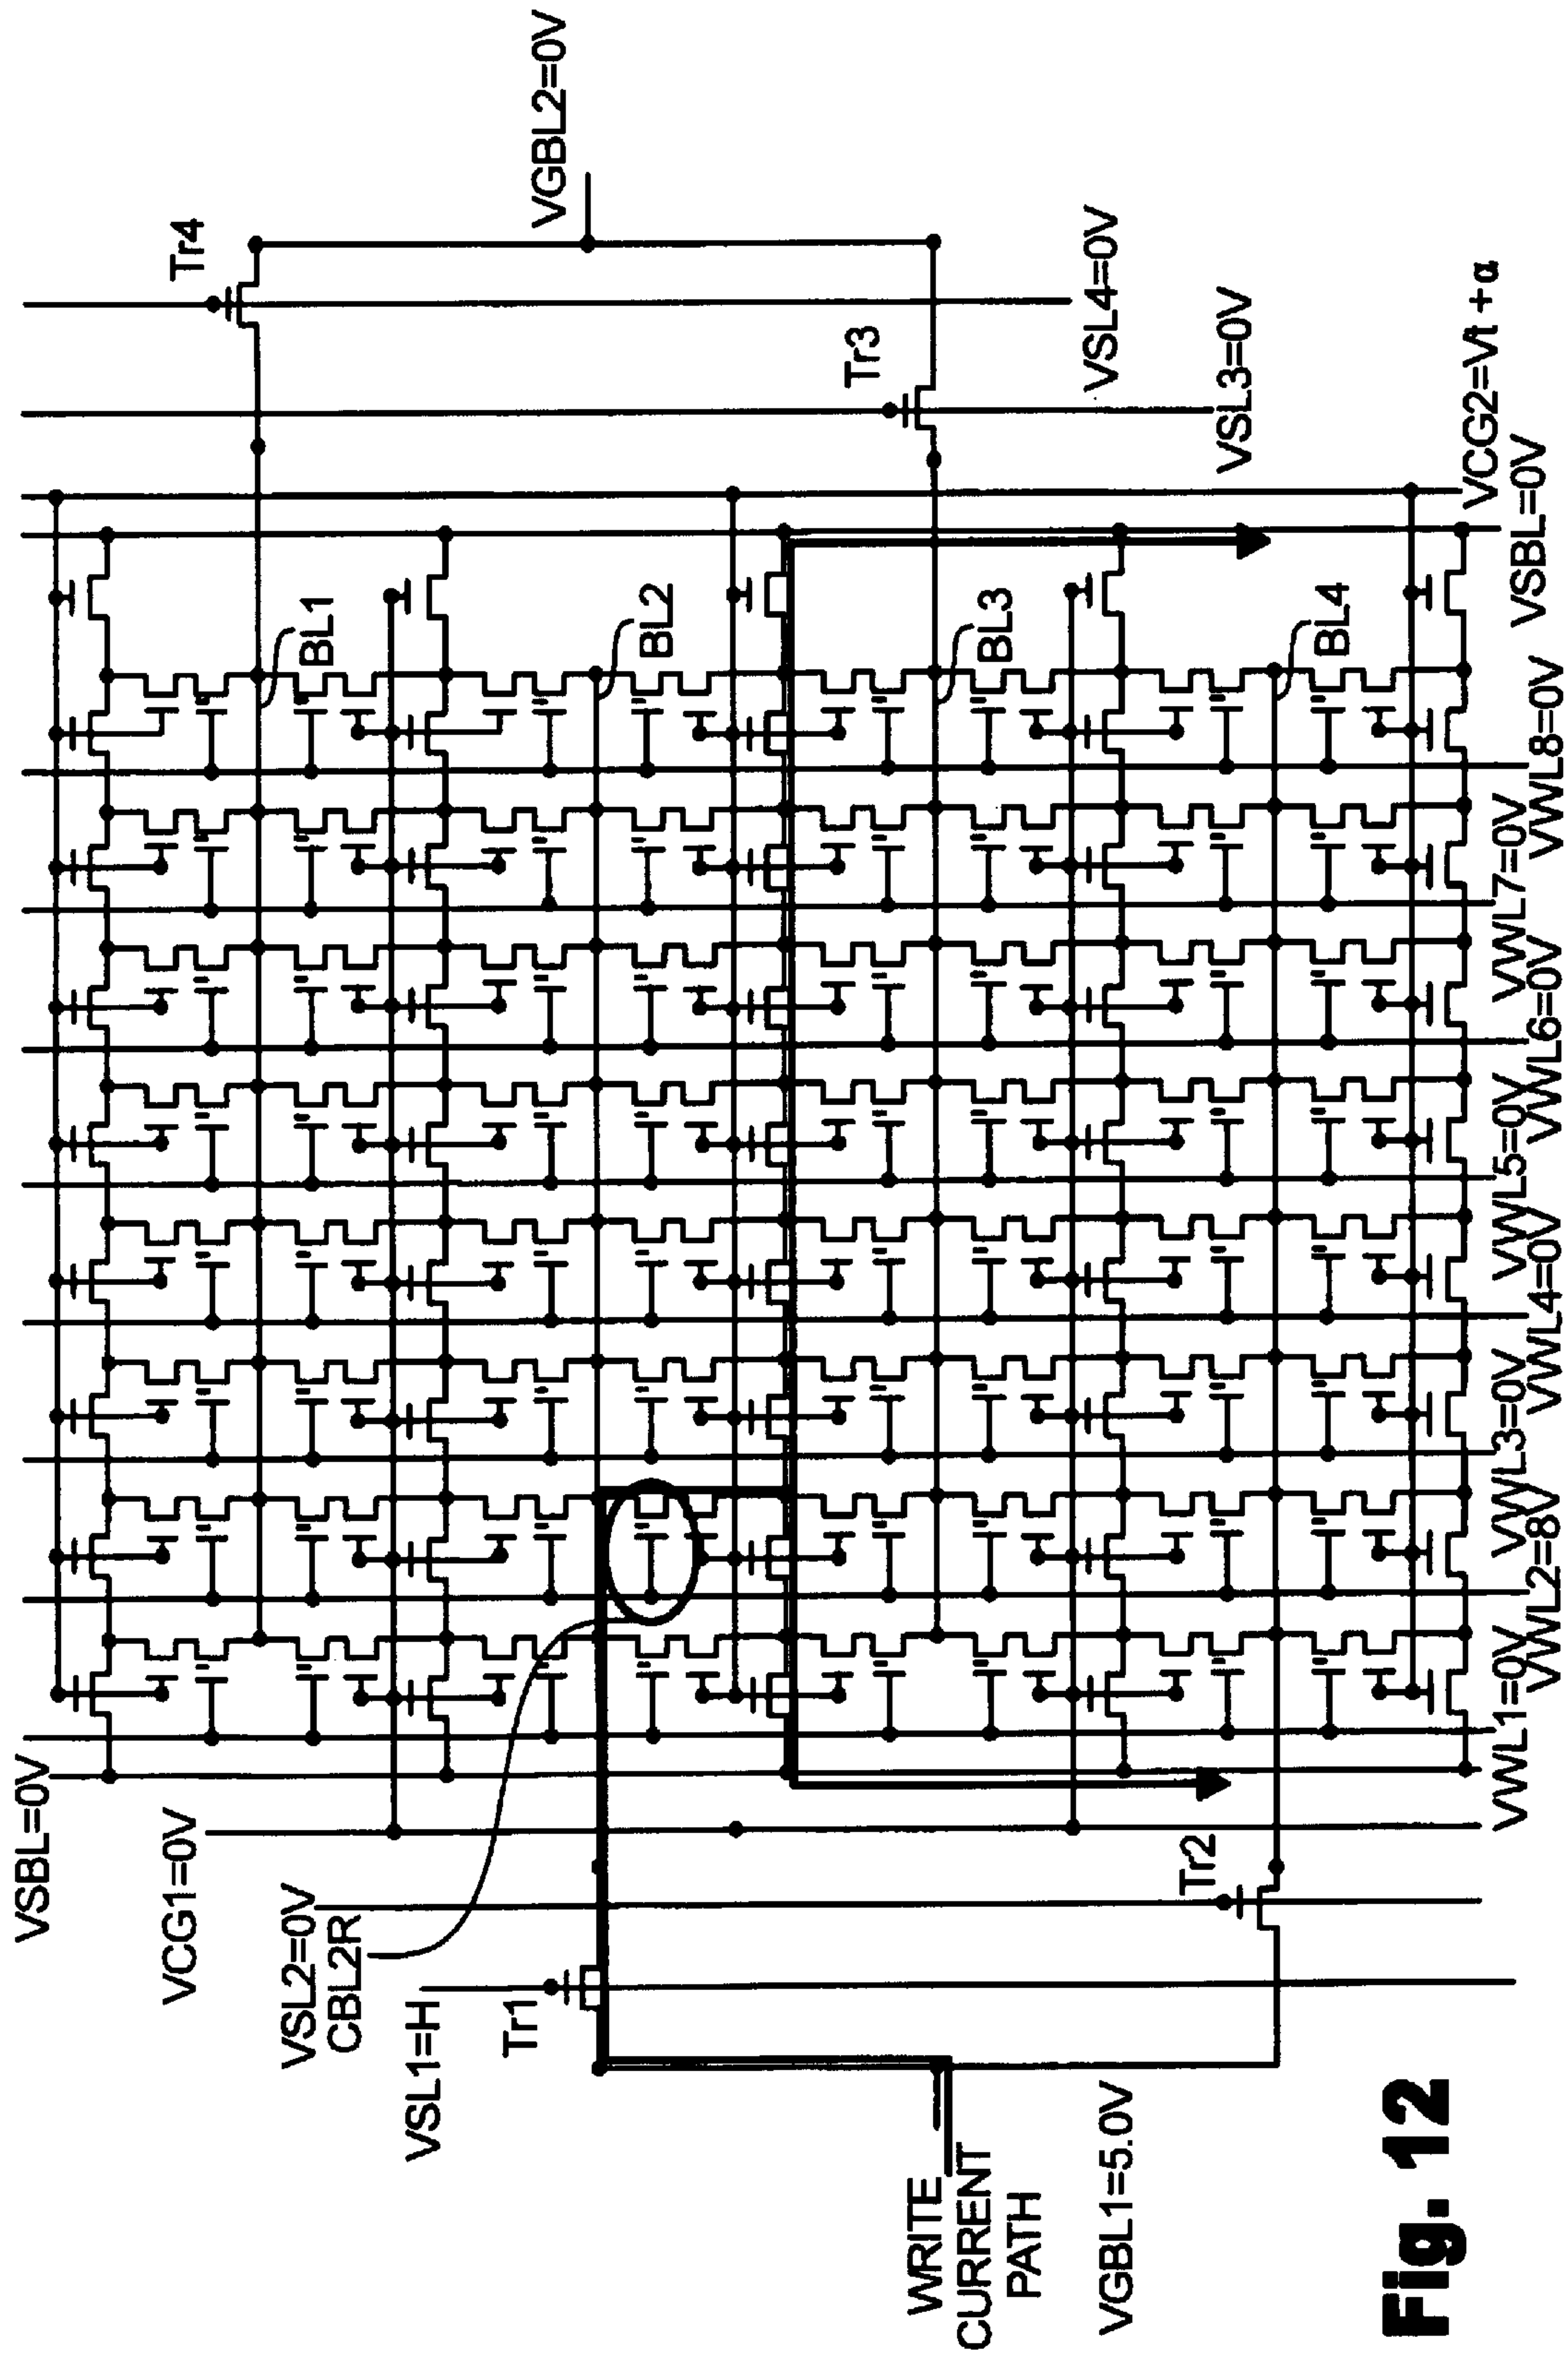 VSBL=0V
VCG1=0V
VSL2=0V
CBL2R
VSL1=H
Tr1
WRITE
CURRENT
PATH
VGBL1=5.0V
Tr2
VWL1=0V
VWL2=8V
VWL3=0V
VWL4=0V
VWL5=0V
VWL6=0V
VWL7=0V
VWL8=0V
BL1
BL2
BL3
BL4
VSBL=0V
VCG2=Vt+α
VSL3=0V
VSL4=0V
Tr3
Tr4
VGBL2=0V
Fig. 12